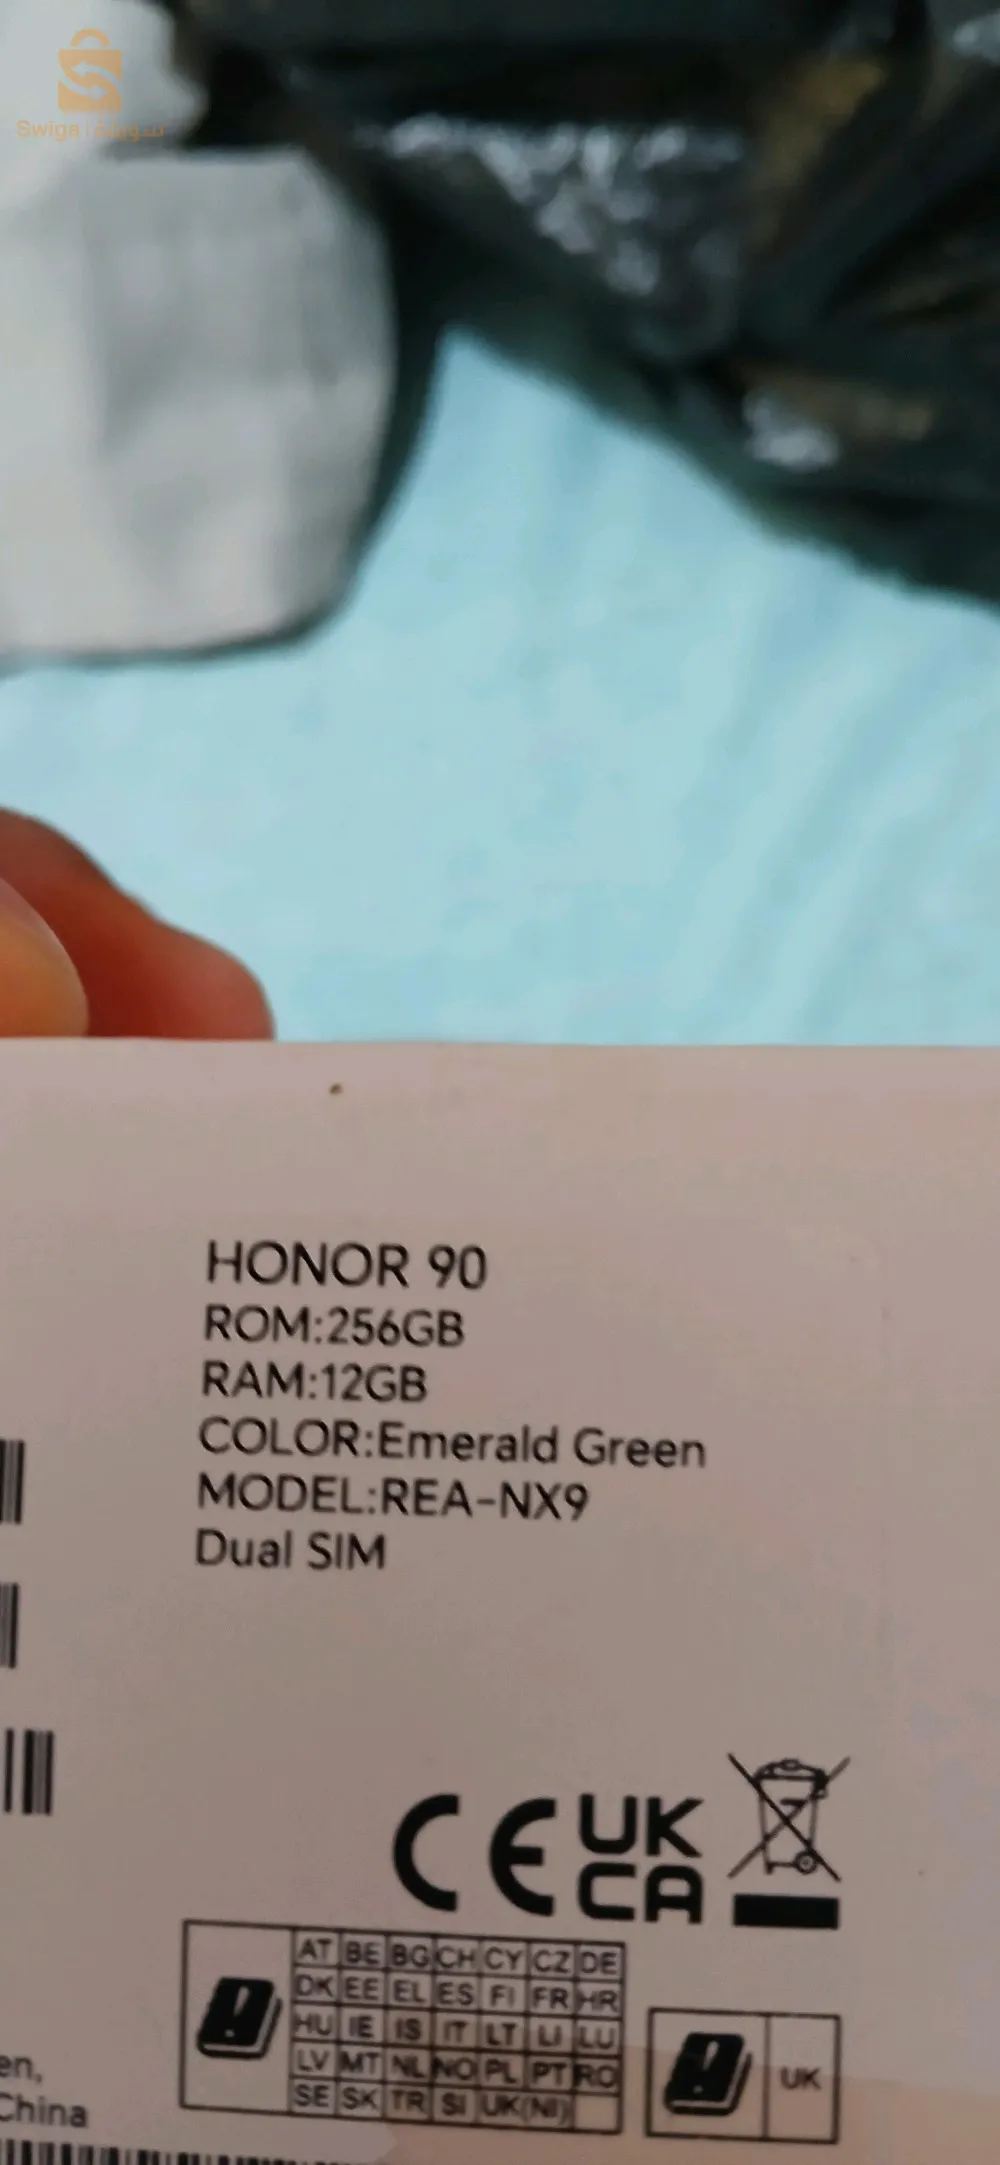 Swiga | سويقة
HONOR 90
ROM:256GB
RAM:12GB
COLOR:Emerald Green
MODEL:REA-NX9
Dual SIM
CE
UK
CA
AT BE BG CH CY CZ DE
DK EE EL ES FI FR HR
HU IE IS IT LT LI LU
LV MT NL NO PL PT RO
SE SK TR SI UK(NI)
UK
en,
China